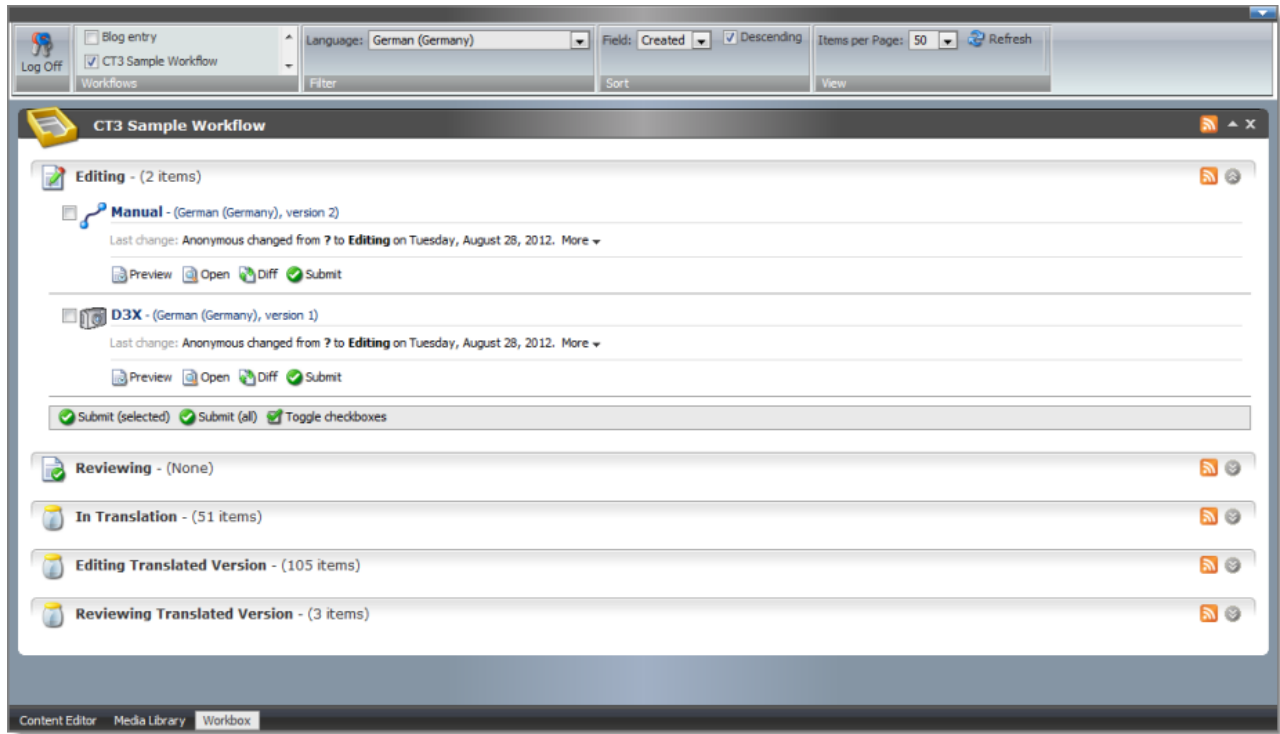 Log Off
Blog entry
CT3 Sample Workflow
Workflows
Language: German (Germany)
Filter
Field: Created Descending
Sort
Items per Page: 50 Refresh
View
CT3 Sample Workflow
Editing - (2 items)
Manual - (German (Germany), version 2)
Last change: Anonymous changed from ? to Editing on Tuesday, August 28, 2012. More
Preview Open Diff Submit
D3X - (German (Germany), version 1)
Last change: Anonymous changed from ? to Editing on Tuesday, August 28, 2012. More
Preview Open Diff Submit
Submit (selected) Submit (all) Toggle checkboxes
Reviewing - (None)
In Translation - (51 items)
Editing Translated Version - (105 items)
Reviewing Translated Version - (3 items)
Content Editor Media Library Workbox